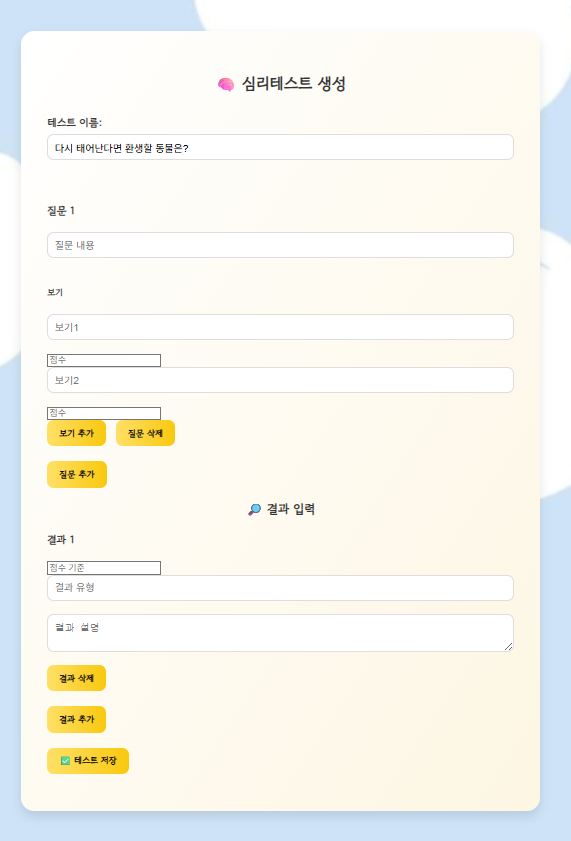 🧠 심리테스트 생성
테스트 이름:
다시 태어난다면 환생할 동물은?
질문 1
질문 내용
보기
보기1
점수
보기2
점수
보기 추가 질문 삭제
질문 추가
🔎 결과 입력
결과 1
점수 기준
결과 유형
결과 설명
결과 삭제
결과 추가
✅ 테스트 저장